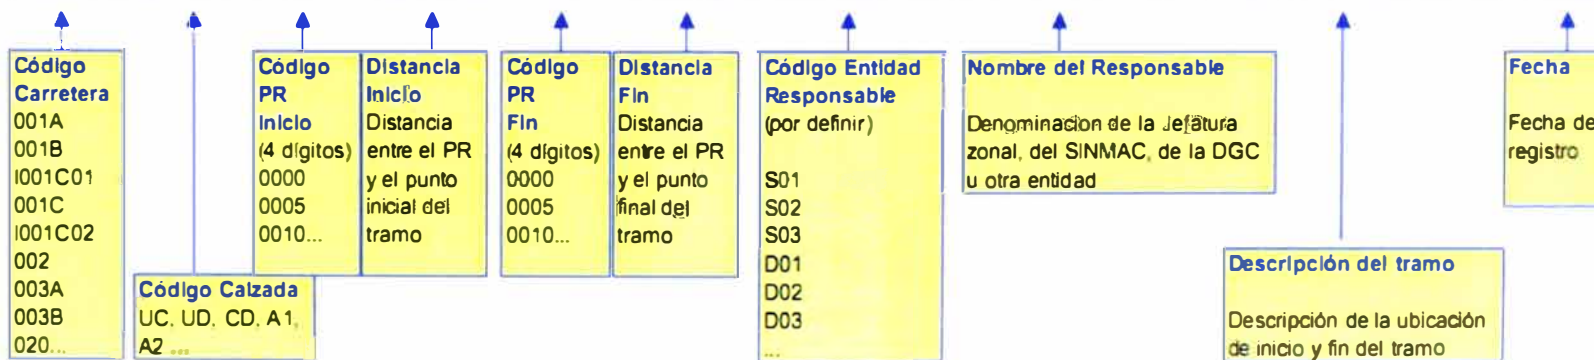 Código
Carretera
001A
001B
I001C01
001C
I001C02
002
003A
003B
020...
Código Calzada
UC, UD, CD, A1,
A2 ...
Código
PR
Inicio
(4 dígitos)
0000
0005
0010...
Distancia
Inicio
Distancia
entre el PR
y el punto
inicial del
tramo
Código
PR
Fin
(4 dígitos)
0000
0005
0010...
Distancia
Fin
Distancia
entre el PR
y el punto
final del
tramo
Código Entidad
Responsable
(por definir)
S01
S02
S03
D01
D02
D03
...
Nombre del Responsable
Denominacion de la Jefatura
zonal, del SINMAC, de la DGC
u otra entidad
Descripción del tramo
Descripción de la ubicación
de inicio y fin del tramo
Fecha
Fecha de
registro